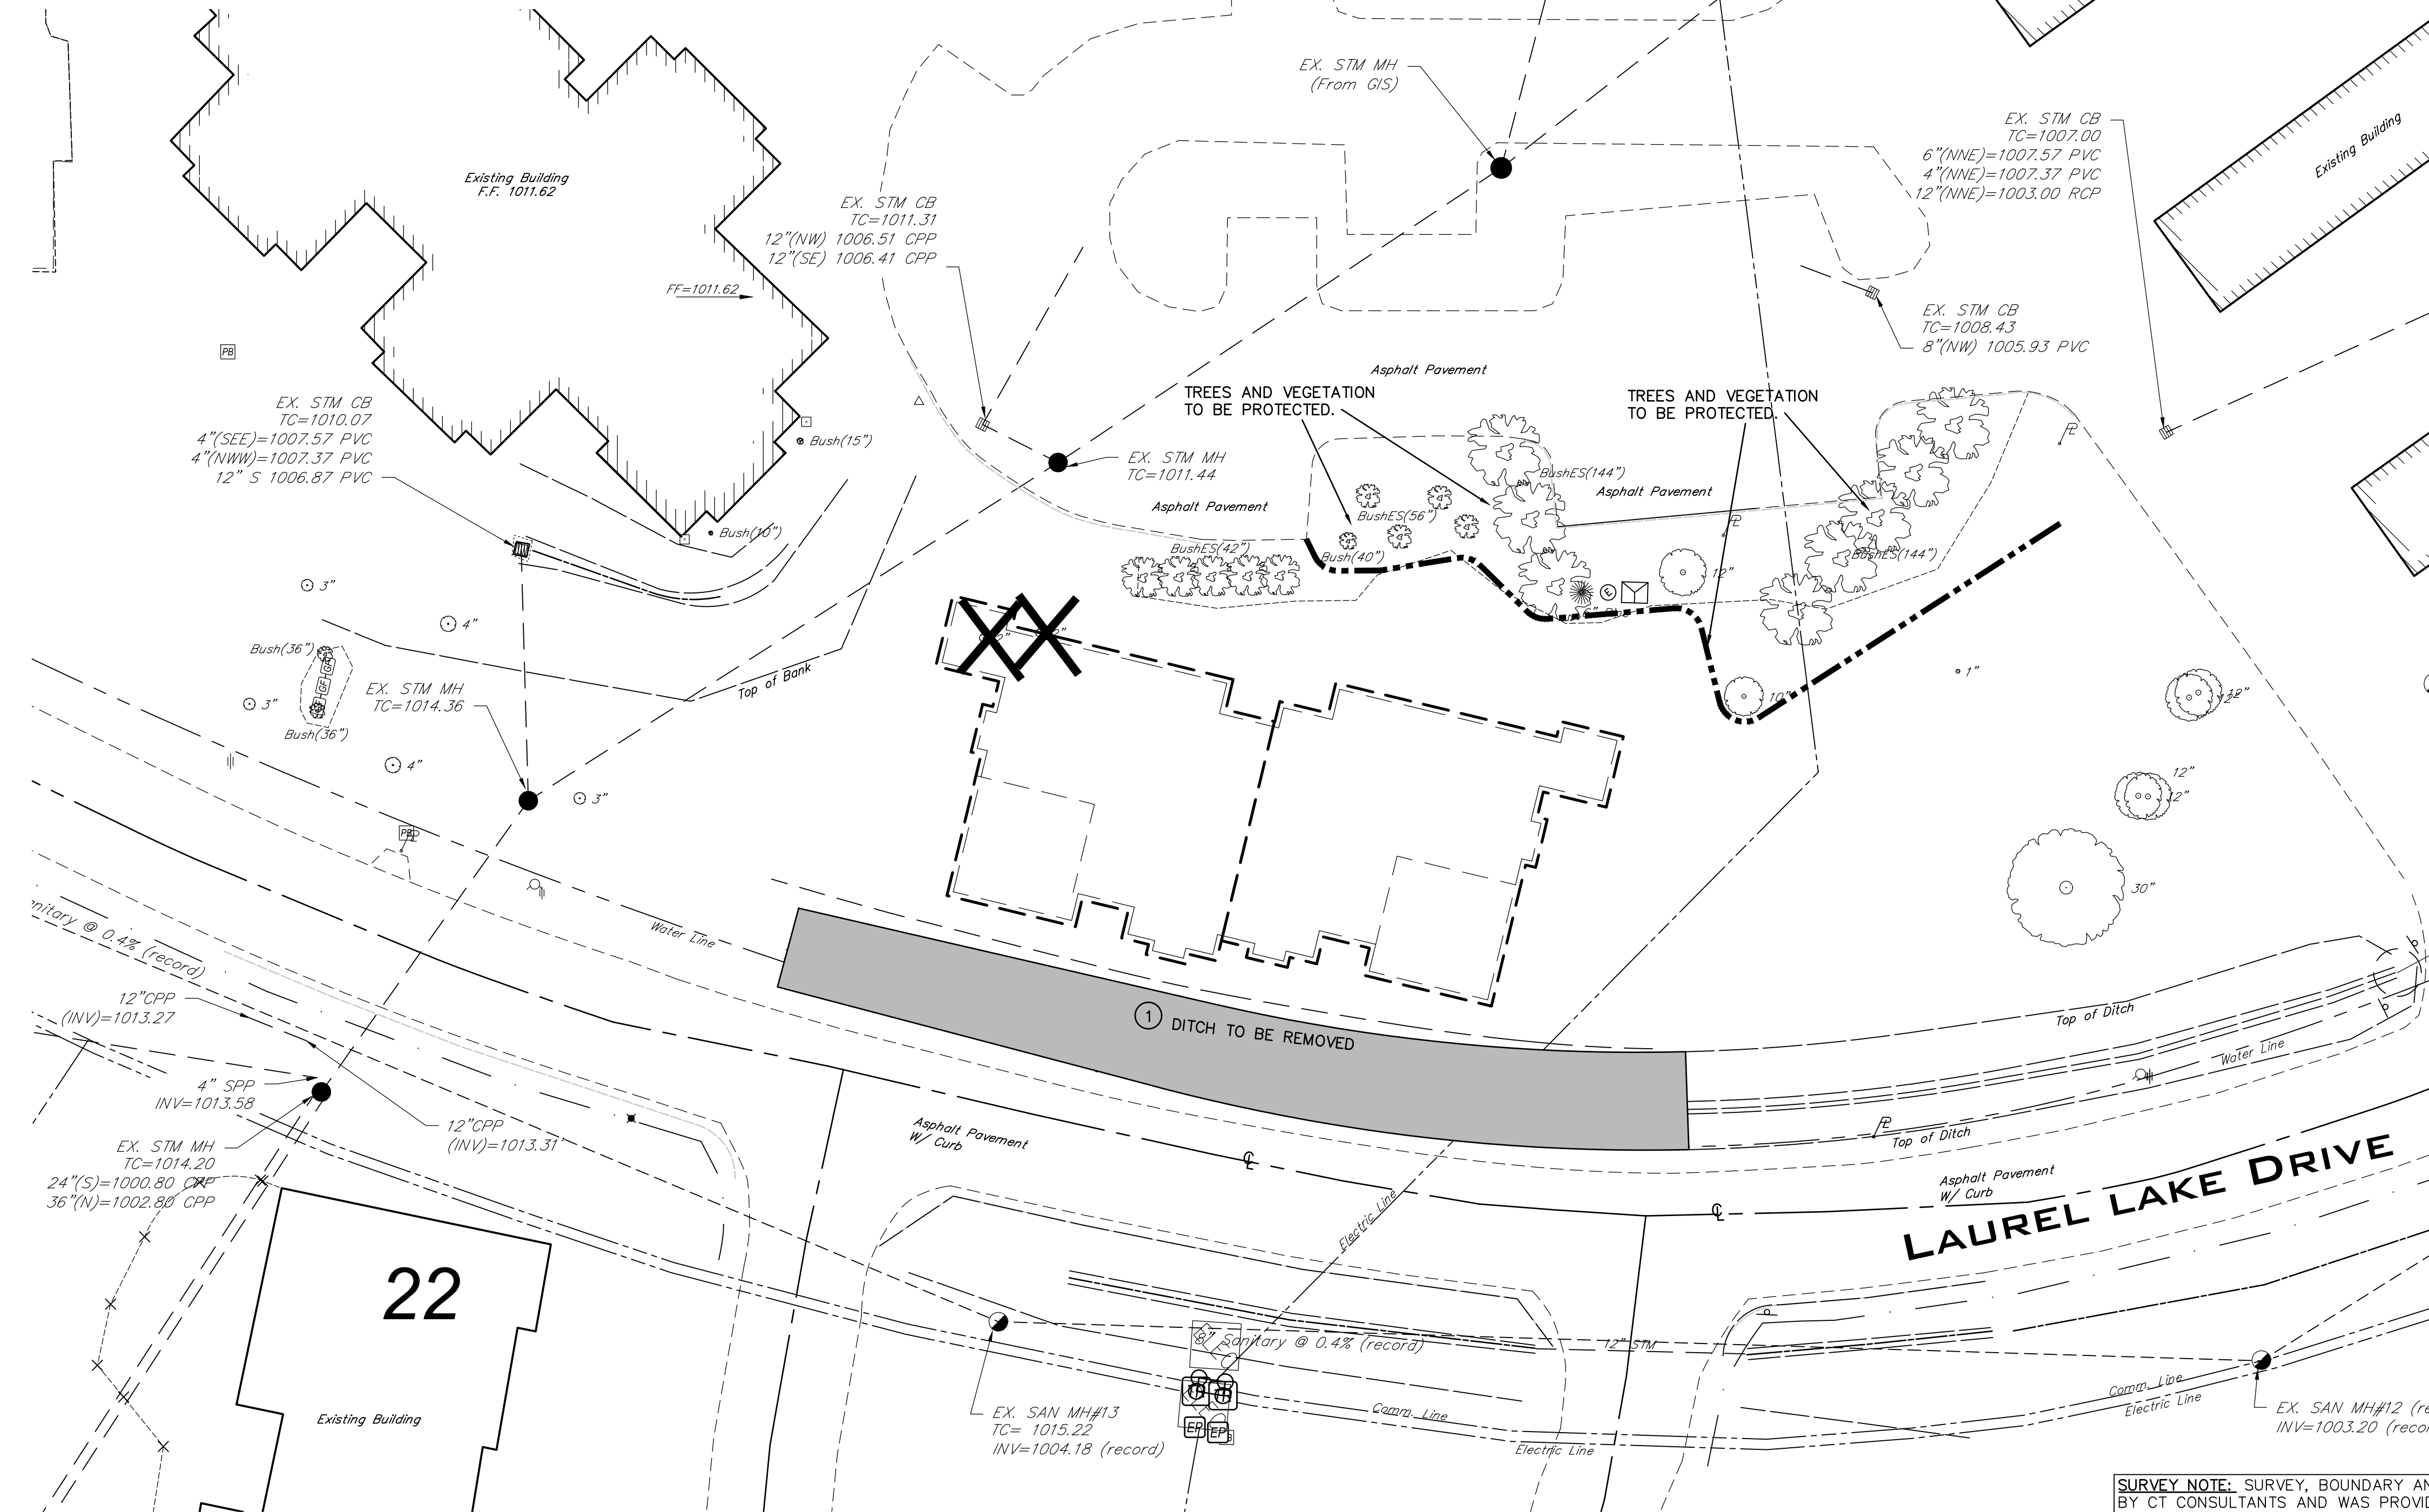 EX. STM MH
(From GIS)
EX. STM CB
TC=1007.00
6"(NNE)=1007.57 PVC
4"(NNE)=1007.37 PVC
12"(NNE)=1003.00 RCP
Existing Building
Existing Building
F.F. 1011.62
EX. STM CB
TC=1011.31
12"(NW) 1006.51 CPP
12"(SE) 1006.41 CPP
FF=1011.62
EX. STM CB
TC=1008.43
8"(NW) 1005.93 PVC
PB
Asphalt Pavement
TREES AND VEGETATION
TO BE PROTECTED.
TREES AND VEGETATION
TO BE PROTECTED.
EX. STM CB
TC=1010.07
4"(SEE)=1007.57 PVC
4"(NWW)=1007.37 PVC
12" S 1006.87 PVC
Bush(15")
EX. STM MH
TC=1011.44
BushES(144")
Asphalt Pavement
Asphalt Pavement
BushES(56")
Bush(10")
BushES(42")
Bush(40")
BushES(144")
12"
E
3"
4"
Bush(36")
GF
GF
3"
Bush(36")
EX. STM MH
TC=1014.36
Top of Bank
1"
10"
12"
12"
4"
3"
12"
12"
PB
30"
Water Line
nitary @ 0.4% (record)
12"CPP
(INV)=1013.27
1 DITCH TO BE REMOVED
Top of Ditch
Water Line
4" SPP
INV=1013.58
12"CPP
(INV)=1013.31
Asphalt Pavement
W/ Curb
Top of Ditch
EX. STM MH
TC=1014.20
24"(S)=1000.80 CPP
36"(N)=1002.80 CPP
Asphalt Pavement
W/ Curb
LAUREL LAKE DRIVE
Electric Line
22
8" Sanitary @ 0.4% (record)
12" STM
Existing Building
EX. SAN MH#13
TC= 1015.22
INV=1004.18 (record)
EP
EP
Comm. Line
Electric Line
Comm. Line
Electric Line
EX. SAN MH#12 (re
INV=1003.20 (reco
SURVEY NOTE: SURVEY, BOUNDARY AN
BY CT CONSULTANTS AND WAS PROVI